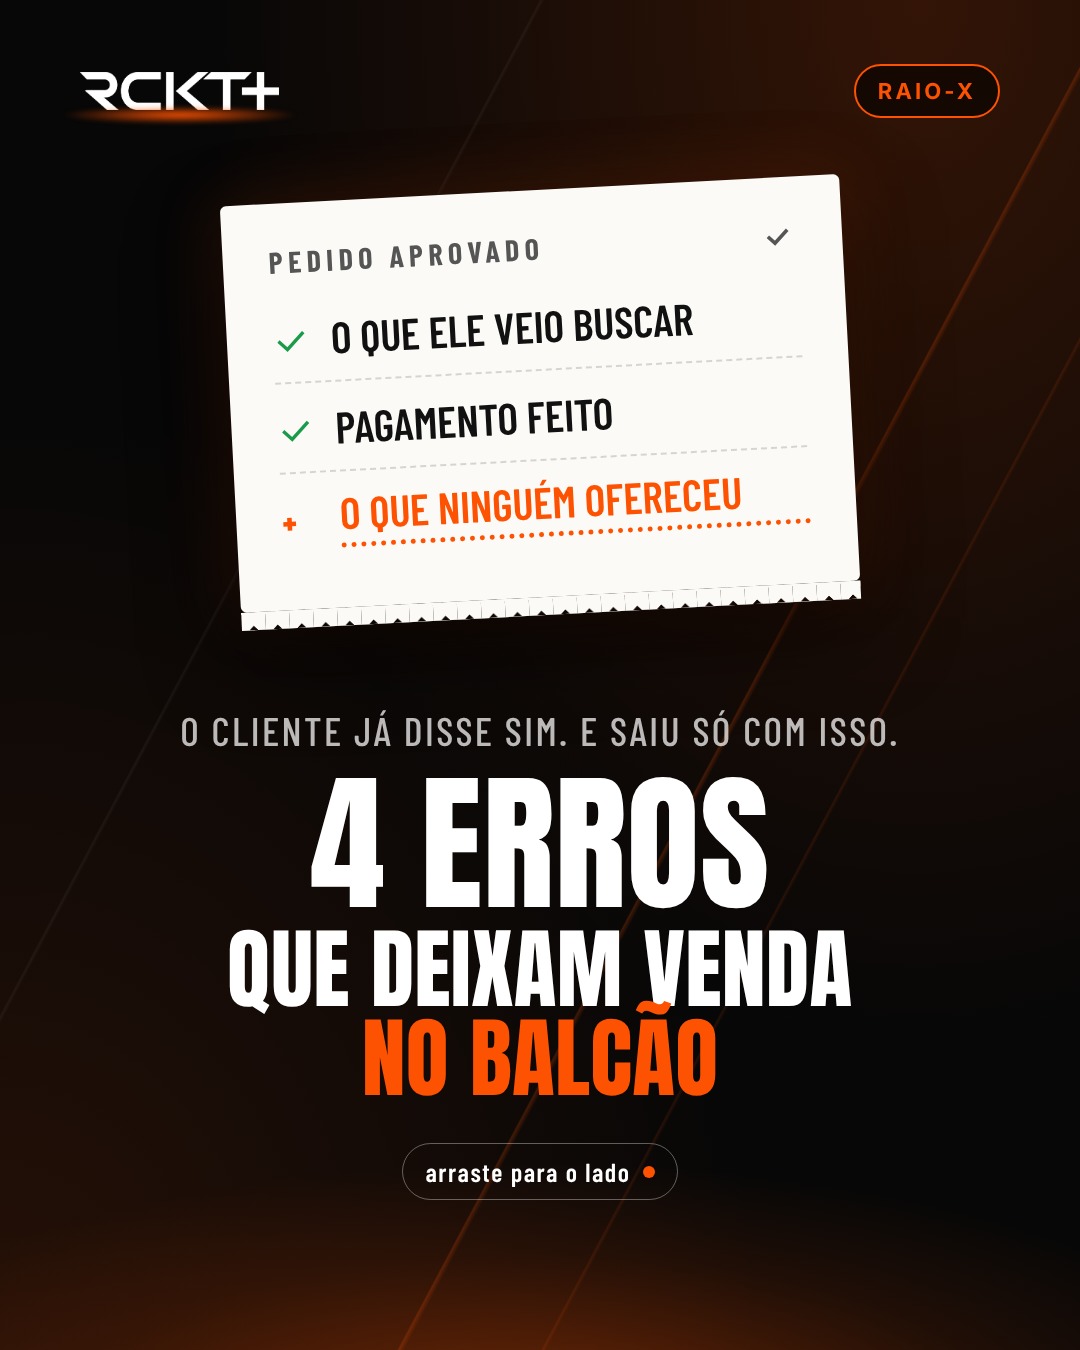 RCKT+
RAIO-X
PEDIDO APROVADO
O QUE ELE VEIO BUSCAR
PAGAMENTO FEITO
+ O QUE NINGUÉM OFERECEU
O CLIENTE JÁ DISSE SIM. E SAIU SÓ COM ISSO.
4 ERROS
QUE DEIXAM VENDA
NO BALCÃO
arraste para o lado